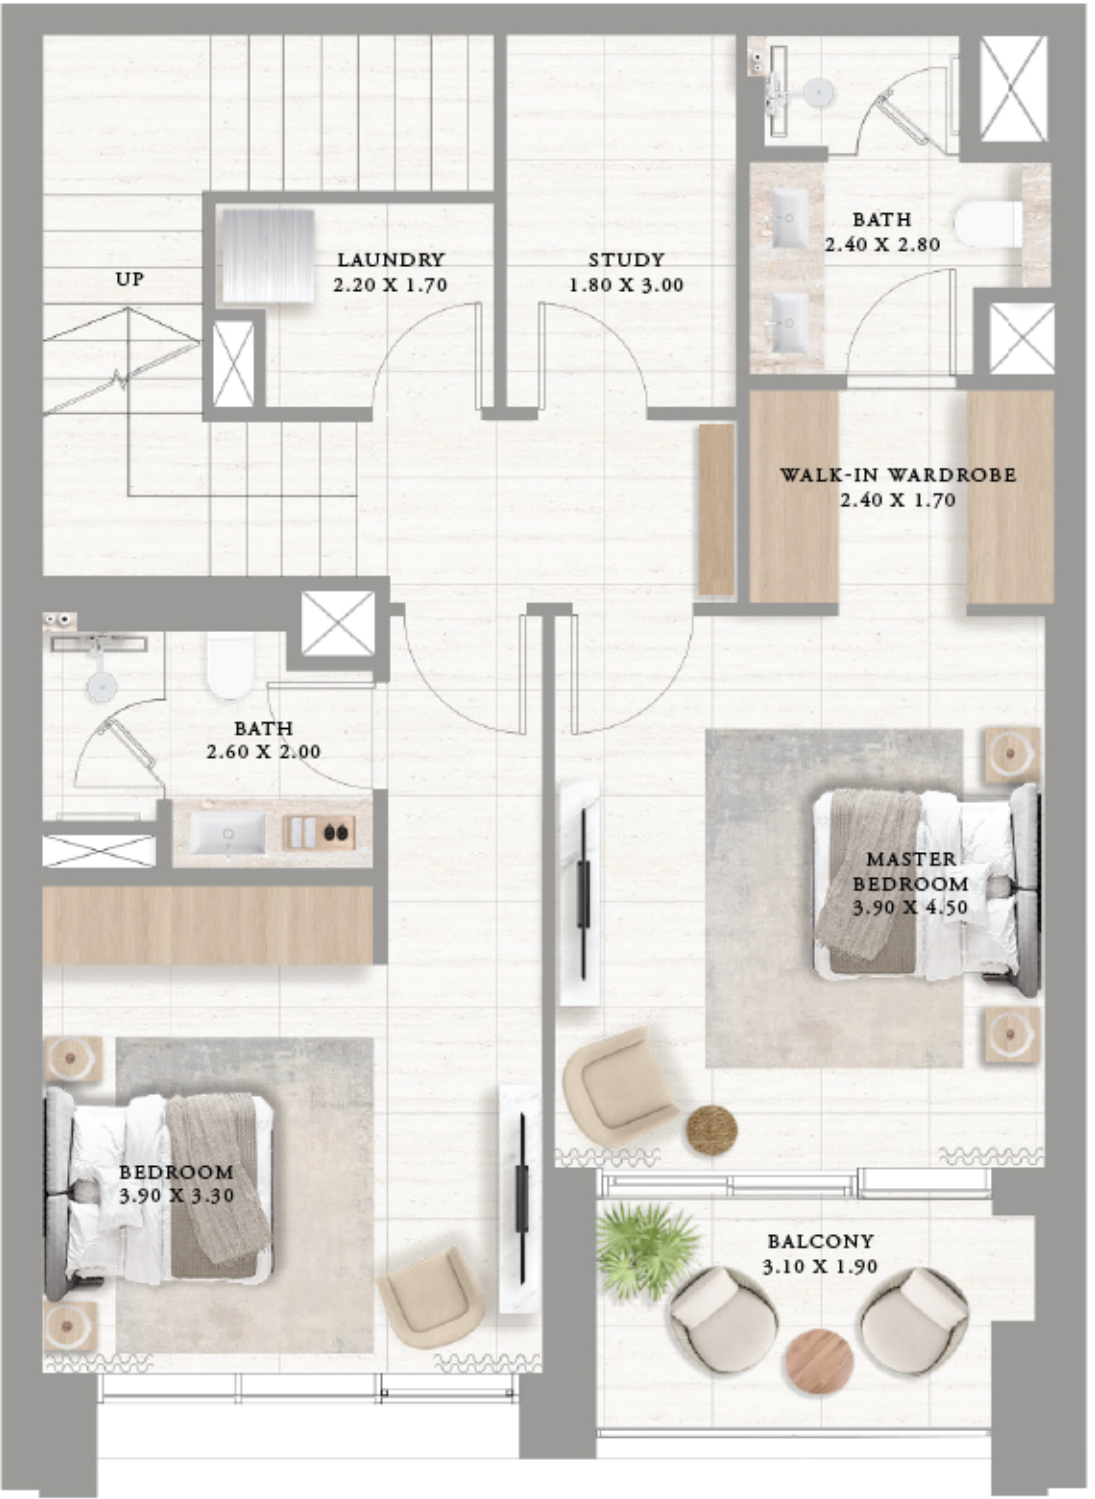 UP
LAUNDRY
2.20 X 1.70
STUDY
1.80 X 3.00
BATH
2.40 X 2.80
WALK-IN WARDROBE
2.40 X 1.70
BATH
2.60 X 2.00
MASTER
BEDROOM
3.90 X 4.50
BEDROOM
3.90 X 3.30
BALCONY
3.10 X 1.90